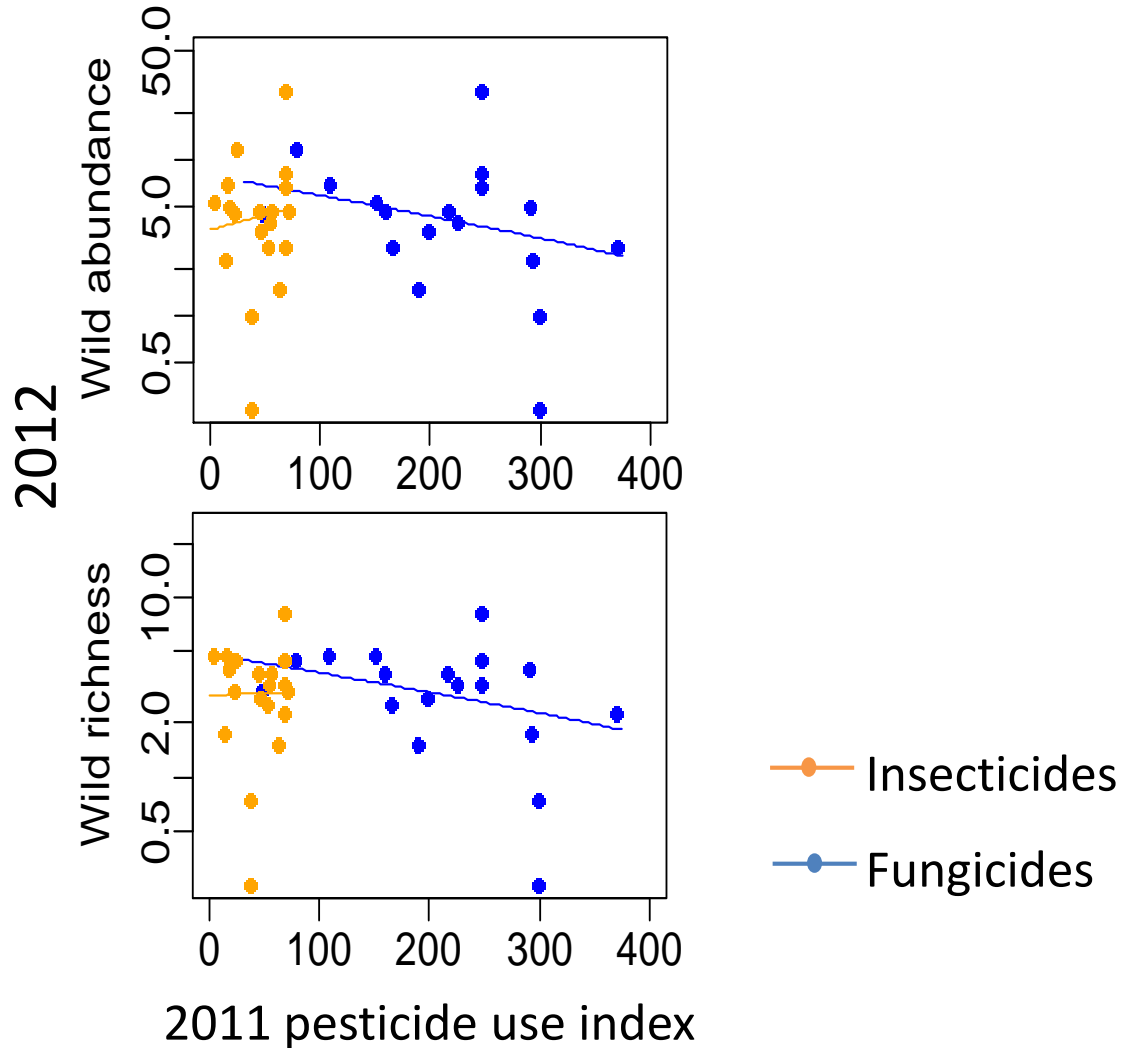 2012
Wild abundance
50.0
5.0
0.5
0 100 200 300 400
Wild richness
10.0
2.0
0.5
0 100 200 300 400
2011 pesticide use index
Insecticides
Fungicides